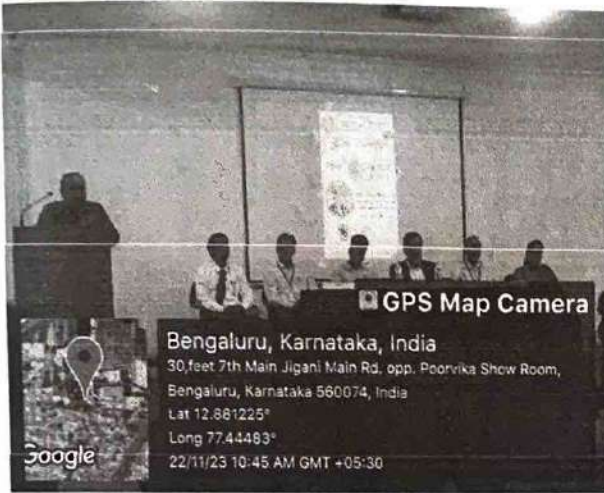 GPS Map Camera
Bengaluru, Karnataka, India
30,feet 7th Main Jigani Main Rd, opp. Poorvika Show Room,
Bengaluru, Karnataka 560074, India
Lat 12.881225°
Long 77.44483°
22/11/23 10:45 AM GMT +05:30
Google